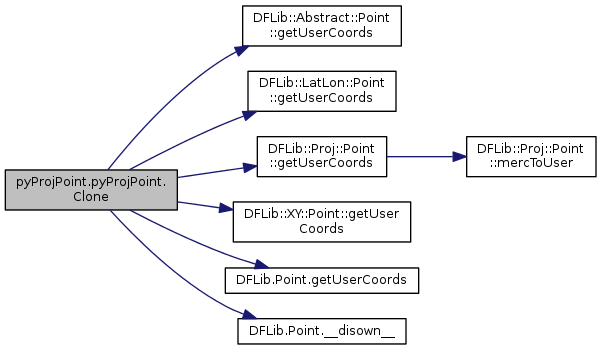 DFLib::Abstract::Point
::getUserCoords
DFLib::LatLon::Point
::getUserCoords
DFLib::Proj::Point
::getUserCoords
DFLib::Proj::Point
::mercToUser
pyProjPoint.pyProjPoint.
Clone
DFLib::XY::Point::getUser
Coords
DFLib.Point.getUserCoords
DFLib.Point.__disown__